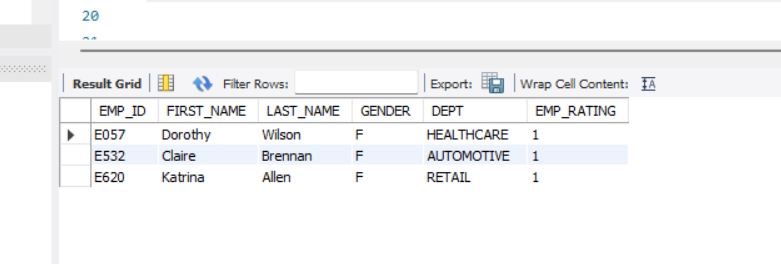 20
Result Grid Filter Rows: Export: Wrap Cell Content: IA
EMP_ID FIRST_NAME LAST_NAME GENDER DEPT EMP_RATING
E057 Dorothy Wilson F HEALTHCARE 1
E532 Claire Brennan F AUTOMOTIVE 1
E620 Katrina Allen F RETAIL 1